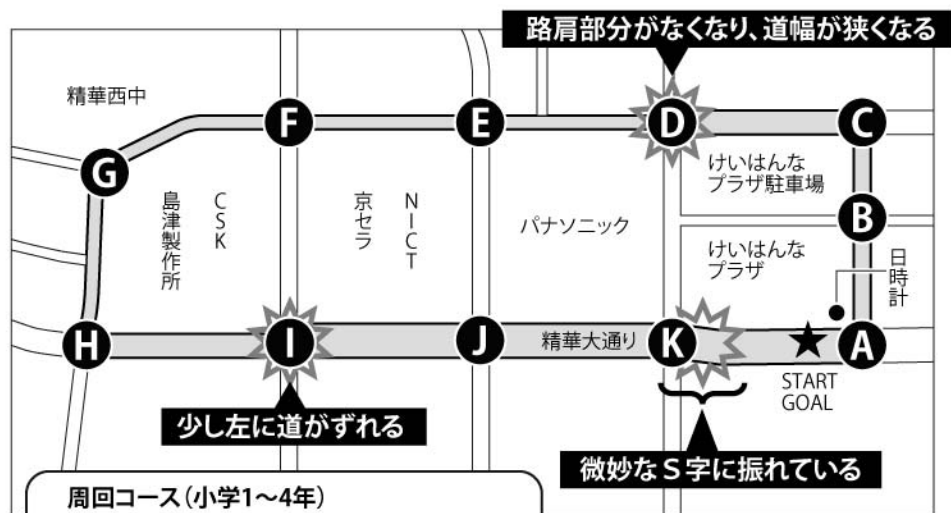 路肩部分がなくなり、道幅が狭くなる
精華西中
F
E
D
C
G
けいはんな
プラザ駐車場
島津製作所
CSK
京セラ
NICT
パナソニック
B
けいはんな
プラザ
日時計
H
I
J
精華大通り
K
A
START
GOAL
少し左に道がずれる
微妙なS字に振れている
周回コース(小学1〜4年)